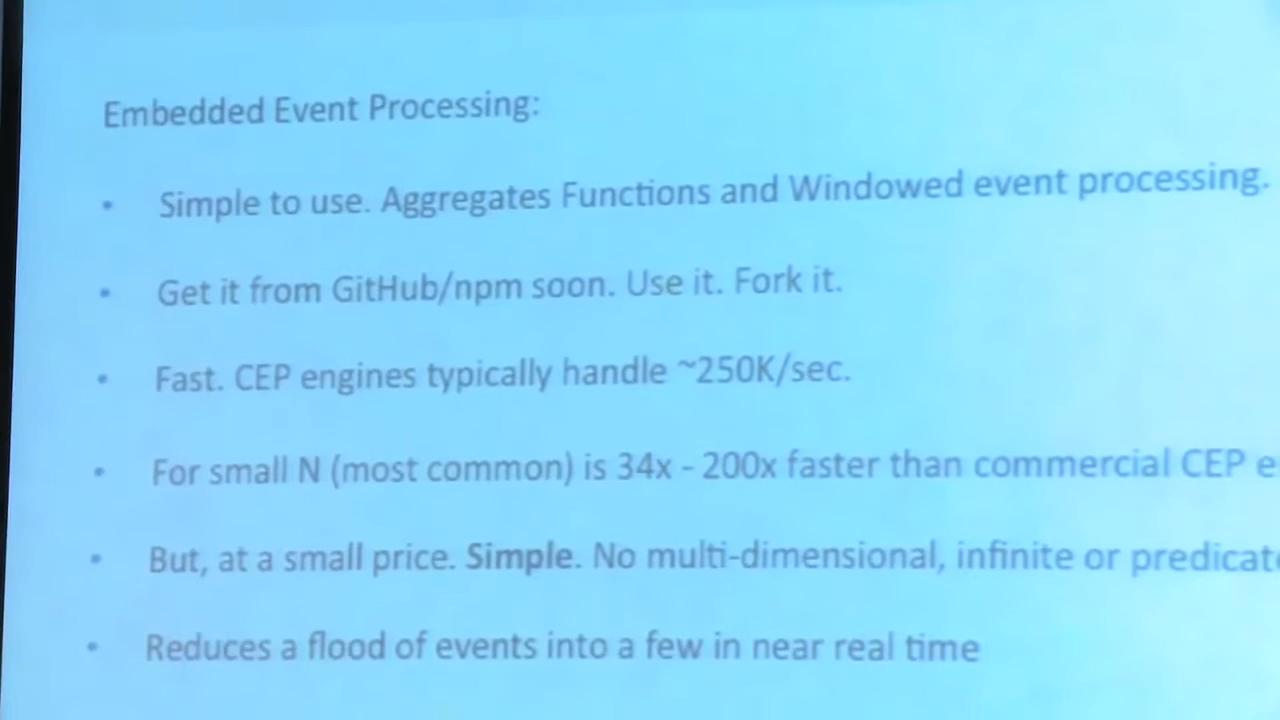 Embedded Event Processing:
• Simple to use. Aggregates Functions and Windowed event processing.
• Get it from GitHub/npm soon. Use it. Fork it.
• Fast. CEP engines typically handle ~250K/sec.
• For small N (most common) is 34x - 200x faster than commercial CEP
• But, at a small price. Simple. No multi-dimensional, infinite or
• Reduces a flood of events into a few in near real time